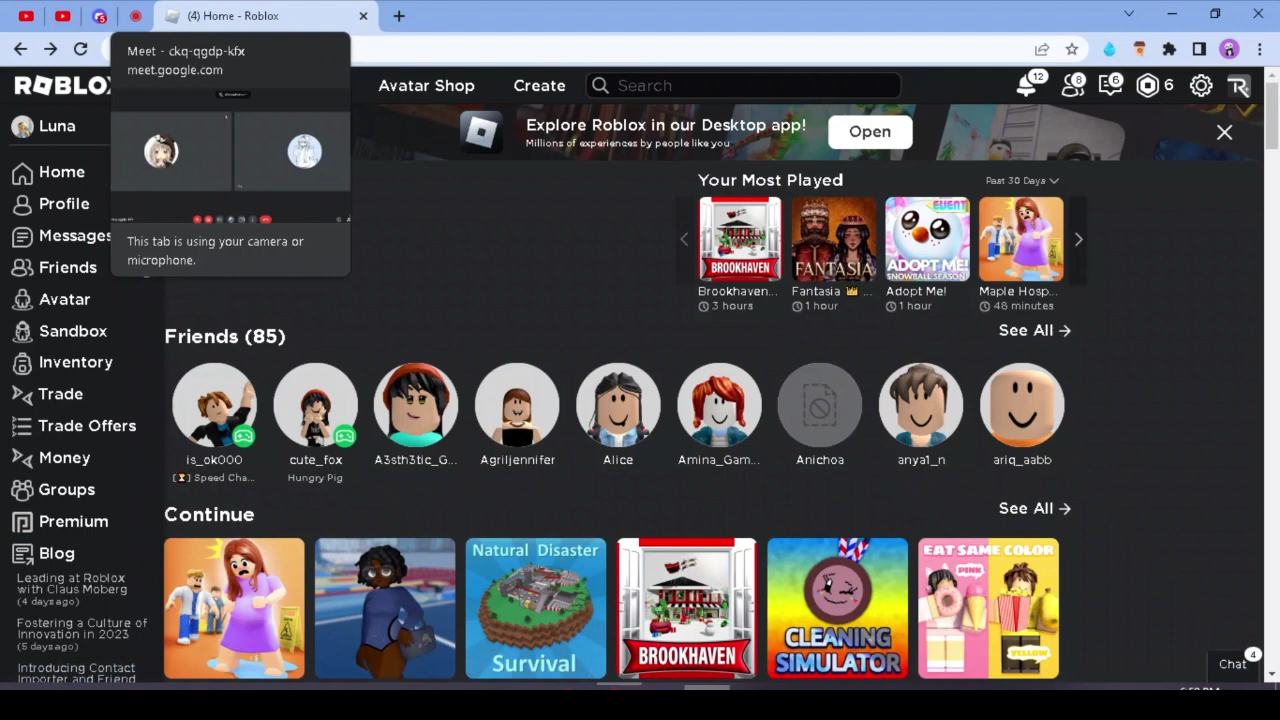 (4) Home - Roblox
Meet - ckq-qgdp-kfx
meet.google.com
This tab is using your camera or
microphone.
ROBLOX
Avatar Shop
Create
Search
12
8
6
6
Luna
Explore Roblox in our Desktop app!
Millions of experiences by people like you
Open
Home
Profile
Messages
Friends
Avatar
Sandbox
Inventory
Trade
Trade Offers
Money
Groups
Premium
Blog
Leading at Roblox
with Claus Moberg
(4 days ago)
Fostering a Culture of
Innovation in 2023
(5 days ago)
Introducing Contact
Importer and Friend
Your Most Played
Past 30 Days
BROOKHAVEN
FANTASIA
EVENT
ADOPT ME!
SNOWBALL SEASON!
Brookhaven...
Fantasia 👑 ...
Adopt Me!
Maple Hosp...
3 hours
1 hour
1 hour
48 minutes
Friends (85)
See All
is_ok000
cute_fox
A3sth3tic_G...
Agriljennifer
Alice
Amina_Gam...
Anichoa
anya1_n
ariq_aabb
[⌛] Speed Cha...
Hungry Pig
Continue
See All
Natural Disaster
Survival
BROOKHAVEN
CLEANING
SIMULATOR
EAT SAME COLOR
PINK
YELLOW
Chat
4